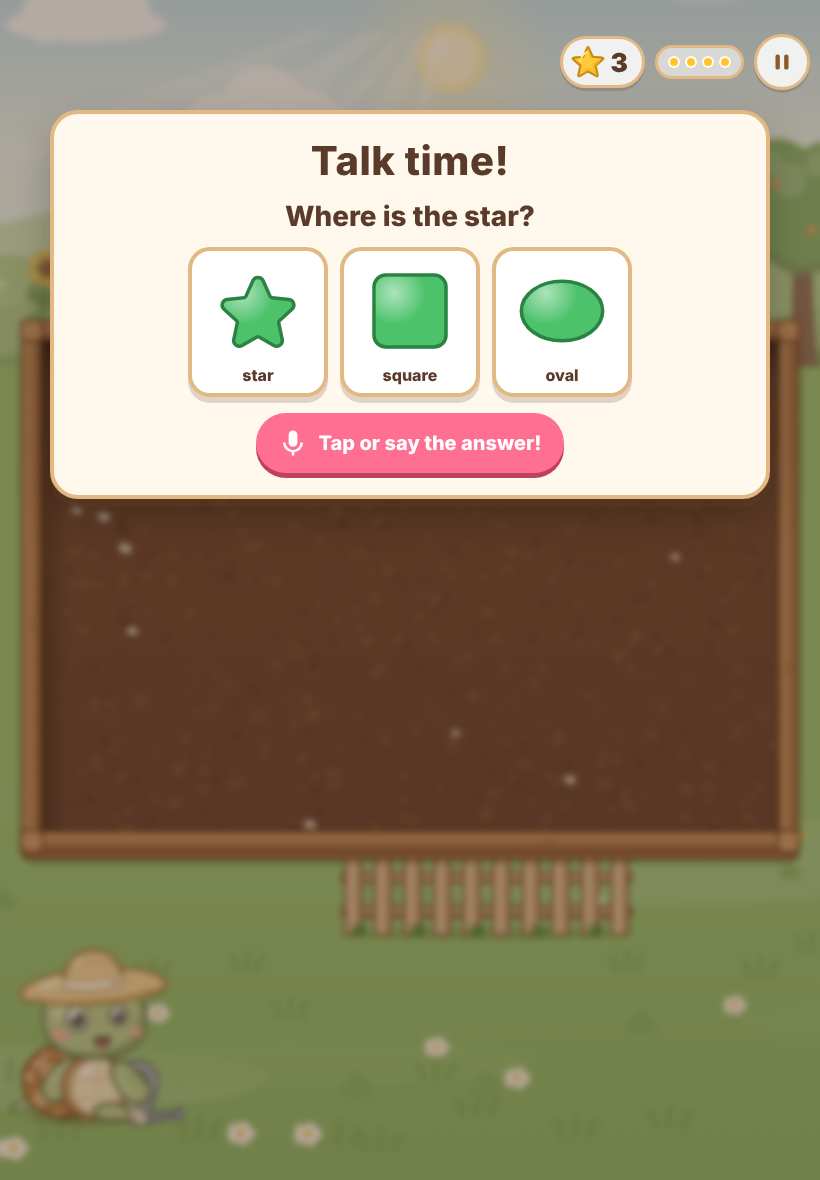 3
Talk time!
Where is the star?
star
square
oval
Tap or say the answer!